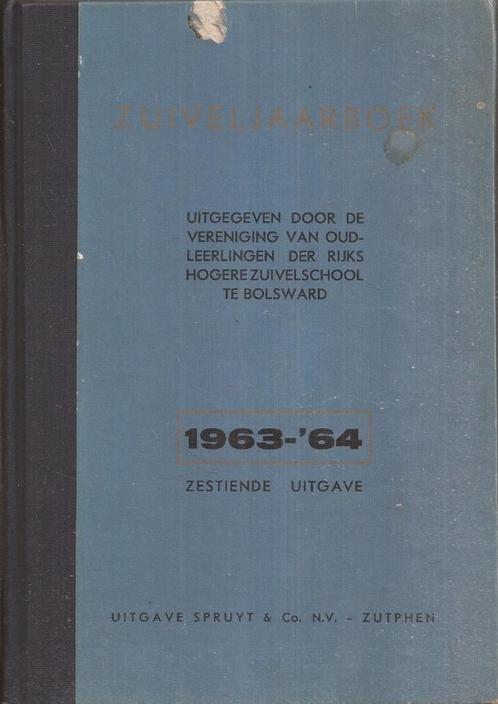 ZUIVELJAARBOEK
UITGEGEVEN DOOR DE
VERENIGING VAN OUD-
LEERLINGEN DER RIJKS
HOGERE ZUIVELSCHOOL
TE BOLSWARD
1963-'64
ZESTIENDE UITGAVE
UITGAVE SPRUYT & Co. N.V. - ZUTPHEN